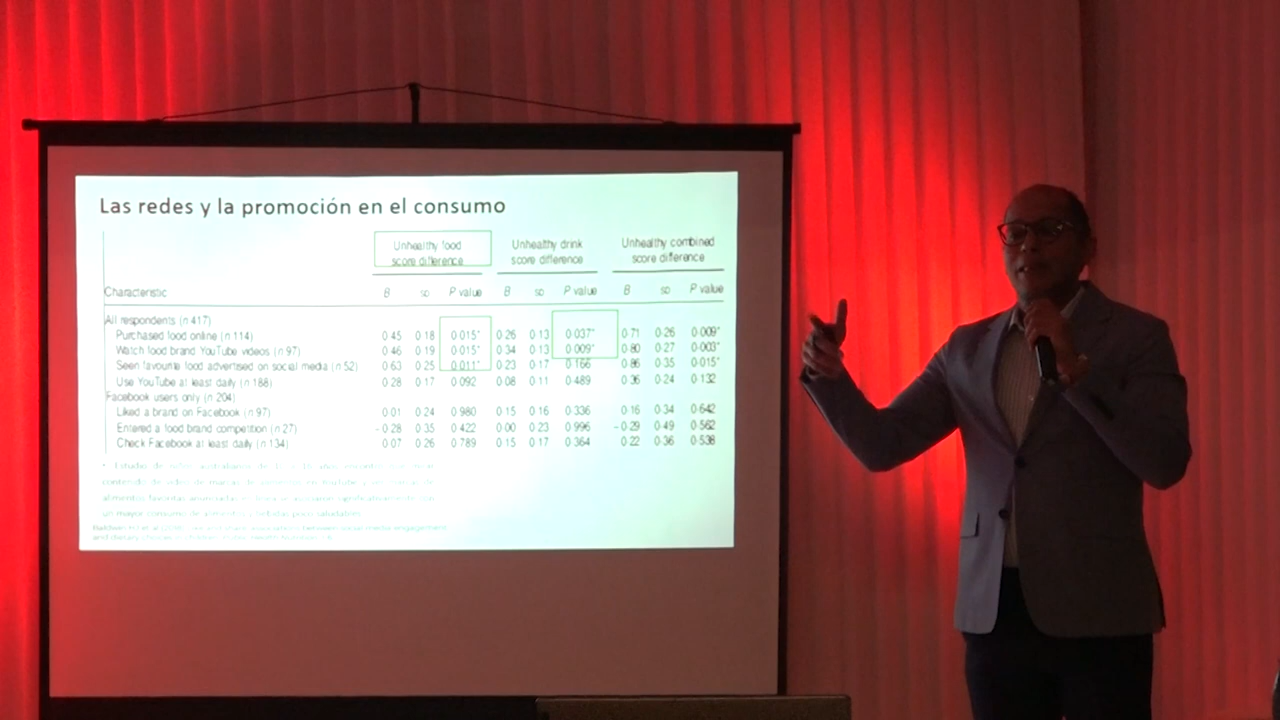 Las redes y la promoción en el consumo
Unhealthy food score difference Unhealthy drink score difference Unhealthy combined score difference
Characteristic B SD P value B SD P value B SD P value
All respondents (n 417)
Purchased food online (n 114) 0·45 0·18 0·015* 0·26 0·13 0·037* 0·71 0·26 0·009*
Watch food brand YouTube videos (n 97) 0·46 0·19 0·015* 0·34 0·13 0·009* 0·80 0·27 0·003*
Seen favourite food advertised on social media (n 52) 0·63 0·25 0·011* 0·23 0·17 0·166 0·86 0·35 0·015*
Use YouTube at least daily (n 188) 0·28 0·17 0·092 0·08 0·11 0·489 0·36 0·24 0·132
Facebook users only (n 204)
Liked a brand on Facebook (n 97) 0·01 0·24 0·980 0·15 0·16 0·336 0·16 0·34 0·642
Entered a food brand competition (n 27) -0·28 0·35 0·422 0·00 0·23 0·996 -0·29 0·49 0·562
Check Facebook at least daily (n 134) 0·07 0·26 0·789 0·15 0·17 0·364 0·22 0·36 0·538
un mayor consumo de alimentos y bebidas poco saludables